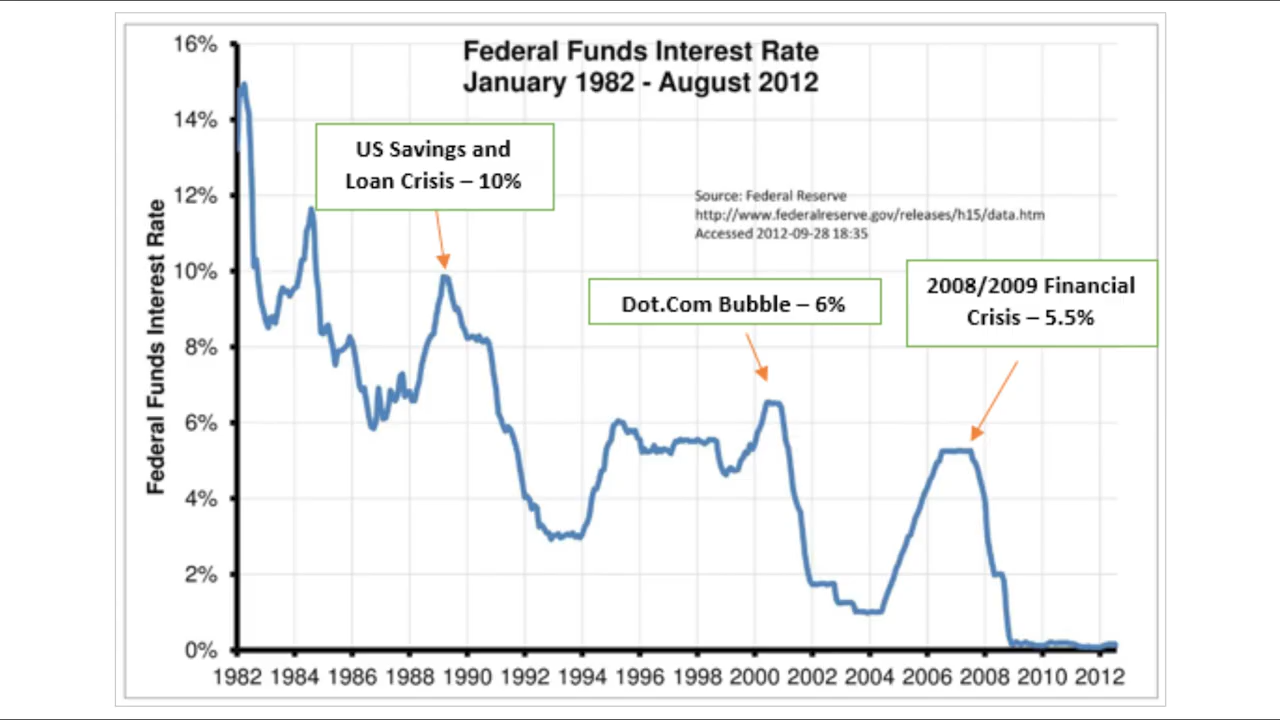 Federal Funds Interest Rate
January 1982 - August 2012
16%
14%
12%
10%
8%
6%
4%
2%
0%
Federal Funds Interest Rate
US Savings and
Loan Crisis – 10%
Source: Federal Reserve
http://www.federalreserve.gov/releases/h15/data.htm
Accessed 2012-09-28 18:35
Dot.Com Bubble – 6%
2008/2009 Financial
Crisis – 5.5%
1982 1984 1986 1988 1990 1992 1994 1996 1998 2000 2002 2004 2006 2008 2010 2012